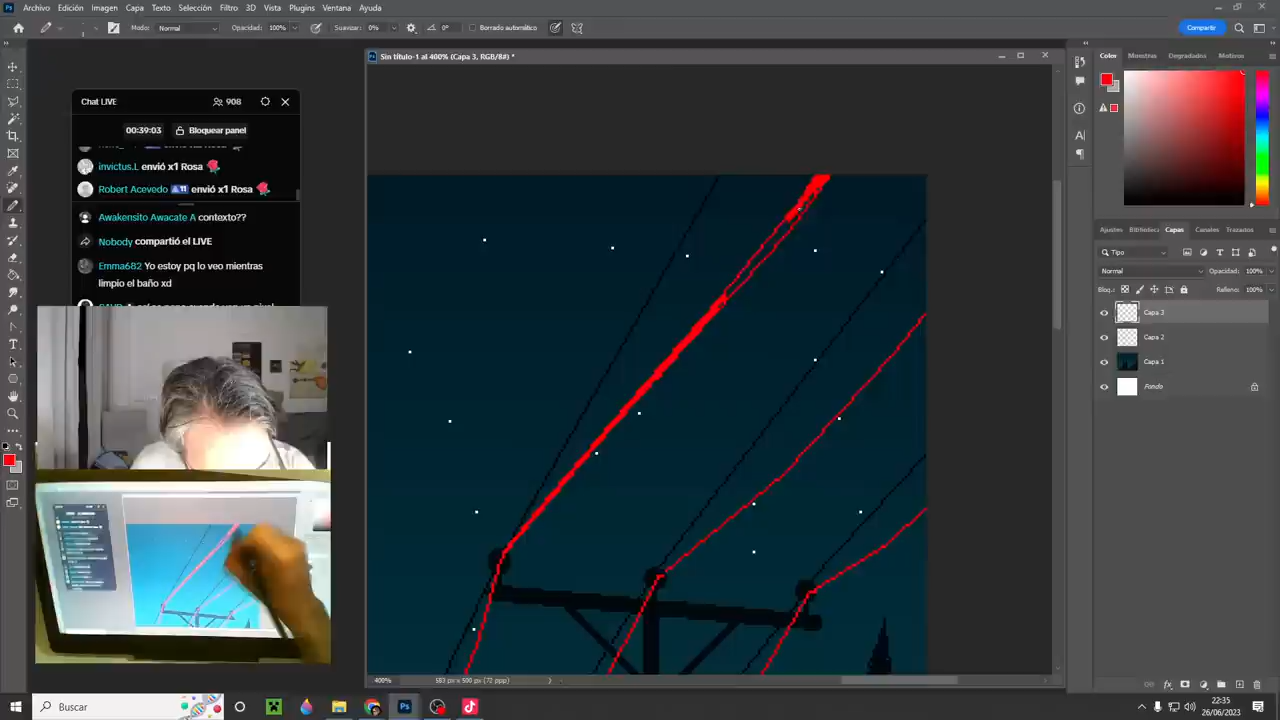 Archivo Edición Imagen Capa Texto Selección Filtro 3D Vista Plugins Ventana Ayuda
Modo: Normal Opacidad: 100% Suavizar: 0% 0° Borrado automático Compartir
Sin título-1 al 400% (Capa 3, RGB/8#) *
Chat LIVE 908
00:39:03 Bloquear panel
invictus.L envió x1 Rosa
Robert Acevedo 11 envió x1 Rosa
Awakensito Awacate A contexto??
Nobody compartió el LIVE
Emma682 Yo estoy pq lo veo mientras
limpio el baño xd
Color Muestras Degradados Motivos
Ajustes Bibliotecas Capas Canales Trazados
Tipo
Normal Opacidad: 100%
Bloq.: Relleno: 100%
Capa 3
Capa 2
Capa 1
Fondo
400% 583 px x 500 px (72 ppp)
Buscar
22:35
26/06/2023